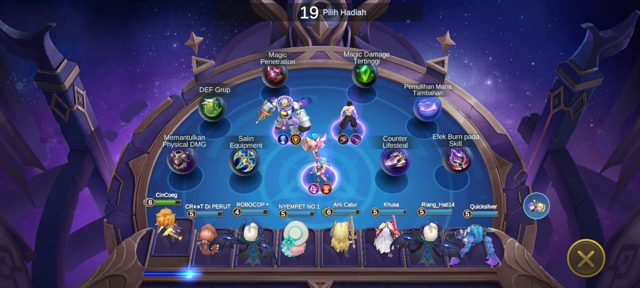 19 Pilih Hadiah
Magic
Penetration
Magic Damage
Tertinggi
DEF Grup
Pemulihan Mana
Tambahan
Memantulkan
Physical DMG
Salin
Equipment
Counter
Lifesteal
Efek Burn pada
Skill
CinCoeg
6
CR**T DI PERUT
5
ROBOCOP
4
NYEMPET NO 1
5
Ahli Catur
6
Khusa
5
Riang_Hati14
5
Quicksilver
5